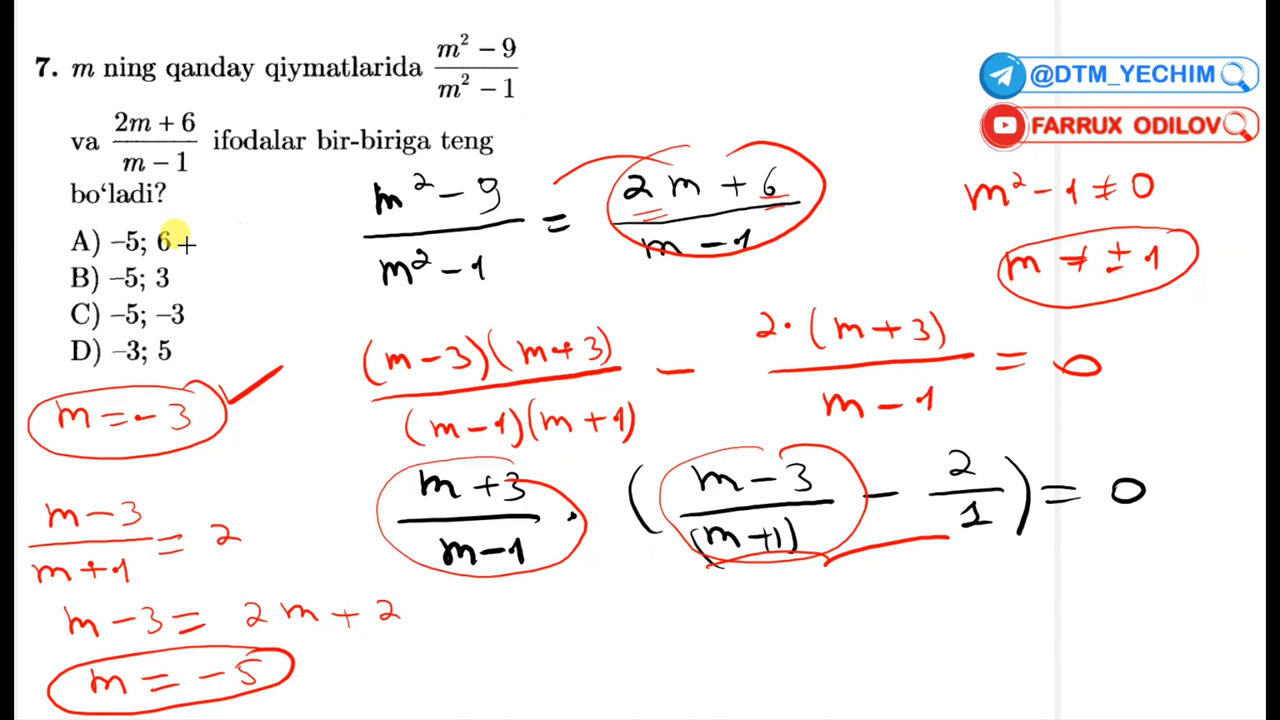 7. m ning qanday qiymatlarida (m² − 9)/(m² − 1)
va (2m + 6)/(m − 1) ifodalar bir-biriga teng
bo‘ladi?
A) –5; 6
B) –5; 3
C) –5; –3
D) –3; 5
@DTM_YECHIM
FARRUX ODILOV
(m² − 9)/(m² − 1) = (2m + 6)/(m − 1)
m² − 1 ≠ 0
m ≠ ± 1
(m − 3)(m + 3)/(m − 1)(m + 1) − 2·(m + 3)/(m − 1) = 0
(m + 3)/(m − 1) · ((m − 3)/(m + 1) − 2/1) = 0
m = − 3
(m − 3)/(m + 1) = 2
m − 3 = 2m + 2
m = − 5